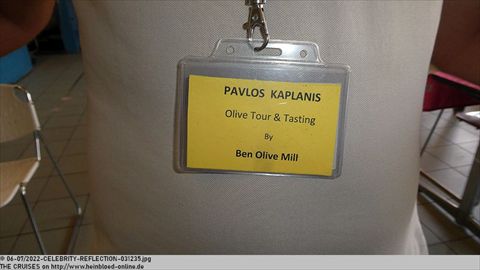 PAVLOS KAPLANIS
Olive Tour & Tasting
By
Ben Olive Mill
© 06-07/2022-CELEBRITY-REFLECTION-031235.jpg
THE CRUISES on http://www.heinbloed-online.de